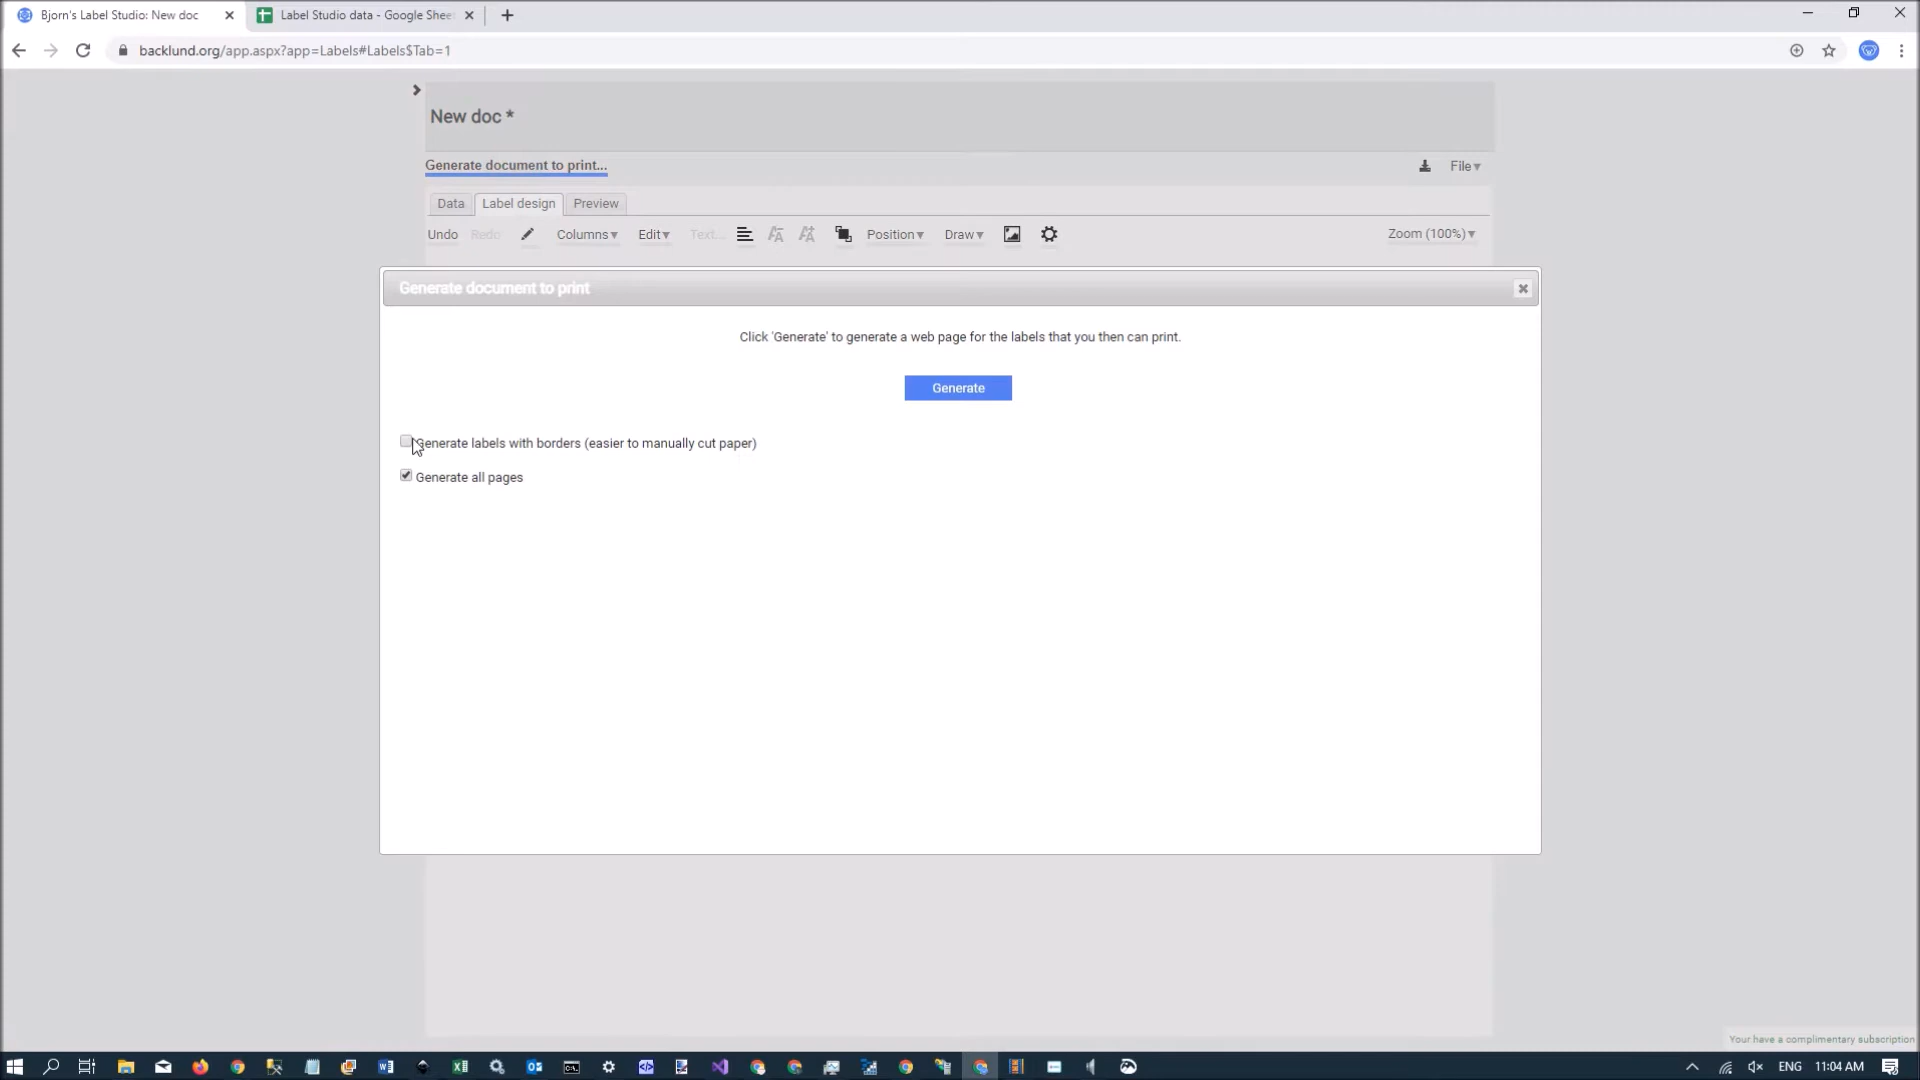 Bjorn's Label Studio: New doc
Label Studio data - Google Shee
backlund.org/app.aspx?app=Labels#Labels$Tab=1
New doc *
Generate document to print...
File
Data
Label design
Preview
Undo
Redo
Columns
Edit
Text...
Position
Draw
Zoom (100%)
Generate document to print
Click 'Generate' to generate a web page for the labels that you then can print.
Generate
Generate labels with borders (easier to manually cut paper)
Generate all pages
Your have a complimentary subscription
ENG
11:04 AM